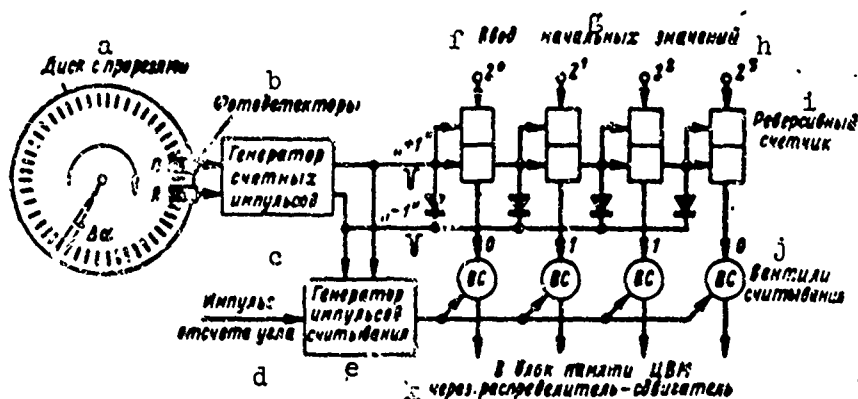 a
Диск с прорезями
b
Фотодетекторы
П
Δα
Генератор
счетных
импульсов
c
f Ввод начальных значений h
g
2⁰ 2¹ 2² 2³
i
Реверсивный
счетчик
„+1"
„-1"
0 1 1 0
j
ВС ВС ВС ВС
Вентили
считывания
Импульс
отсчета угла
d
Генератор
импульсов
считывания
e
В блок памяти ЦВМ
через распределитель-сдвигатель